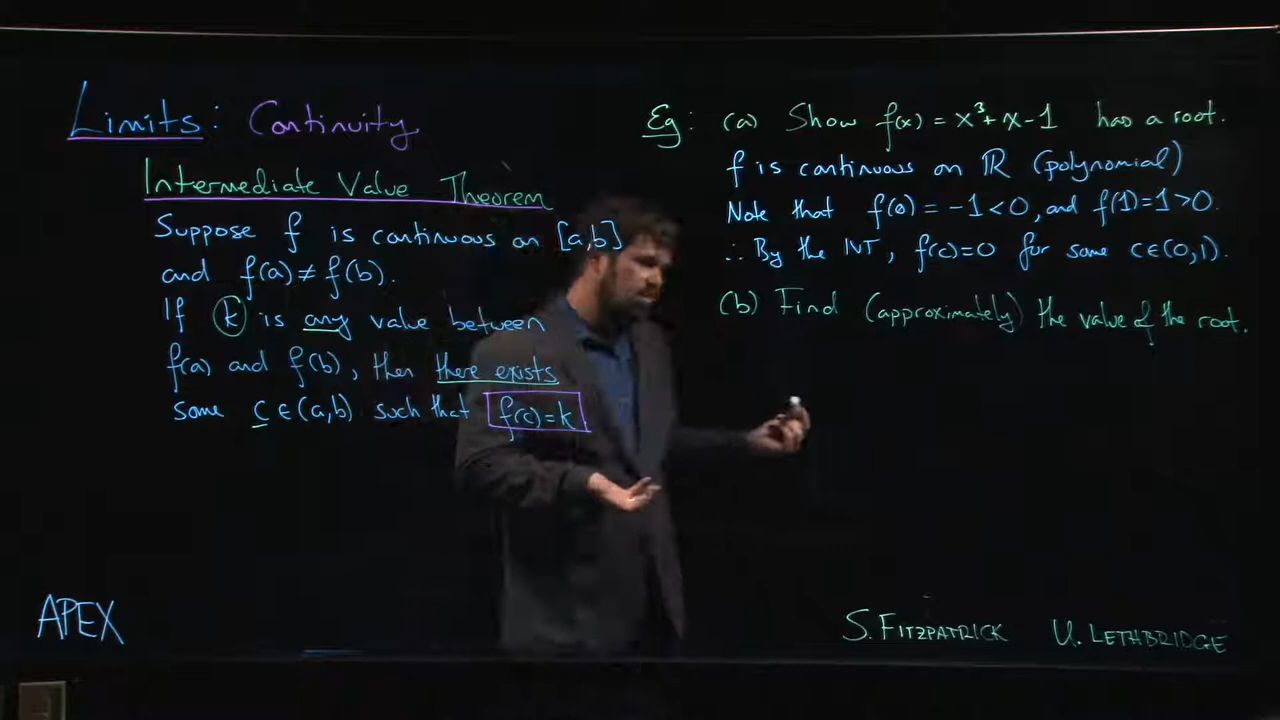 Limits: Continuity
Intermediate Value Theorem
Suppose f is continuous on [a,b]
and f(a) ≠ f(b).
If k is any value between
f(a) and f(b), then there exists
some c ∈ (a,b) such that f(c) = k
Eg: (a) Show f(x) = x³ + x - 1 has a root.
f is continuous on ℝ (polynomial)
Note that f(0) = -1 < 0, and f(1) = 1 > 0.
∴ By the IVT, f(c) = 0 for some c ∈ (0,1).
(b) Find (approximately) the value of the root.
APEX
S. FITZPATRICK U. LETHBRIDGE